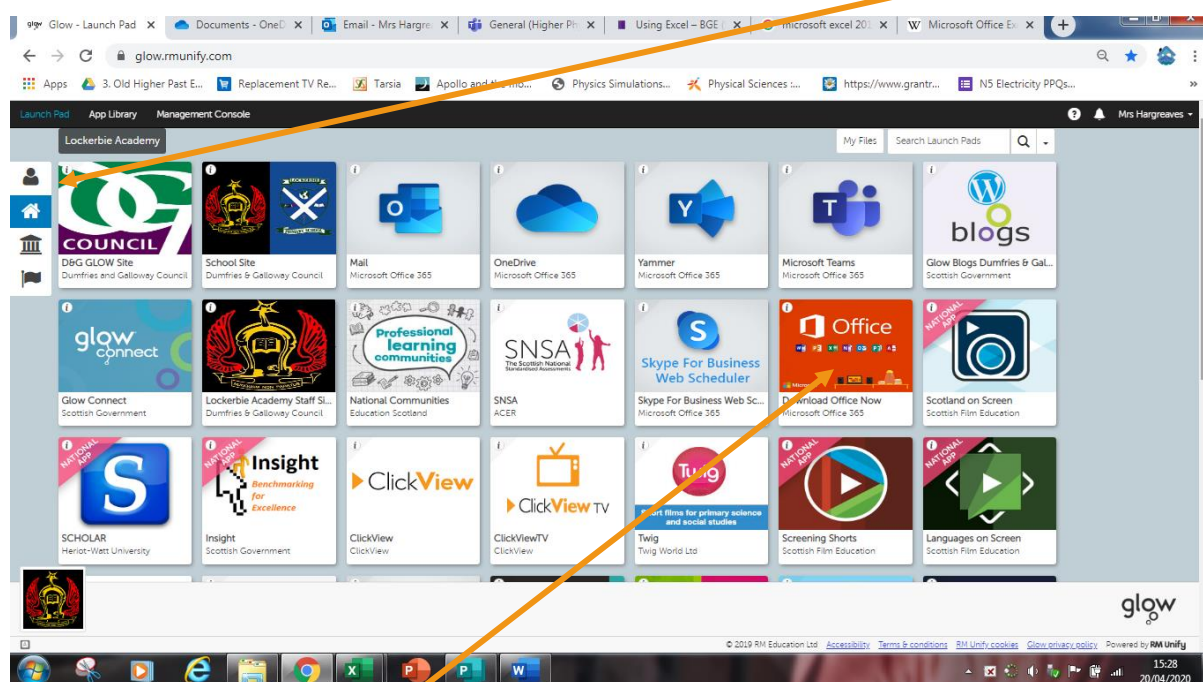 glow Glow - Launch Pad
Documents - OneD
Email - Mrs Hargre
General (Higher Ph
Using Excel – BGE
microsoft excel 201
W Microsoft Office Ex
glow.rmunify.com
Apps
3. Old Higher Past E...
Replacement TV Re...
Tarsia
Apollo and the mo...
Physics Simulations...
Physical Sciences :...
https://www.grantr...
N5 Electricity PPQs...
Launch Pad App Library Management Console
Mrs Hargreaves
Lockerbie Academy
My Files
Search Launch Pads
COUNCIL
D&G GLOW Site
Dumfries and Galloway Council
School Site
Dumfries & Galloway Council
Mail
Microsoft Office 365
OneDrive
Microsoft Office 365
Yammer
Microsoft Office 365
Microsoft Teams
Microsoft Office 365
blogs
Glow Blogs Dumfries & Gal...
Scottish Government
glow connect
Glow Connect
Scottish Government
Lockerbie Academy Staff Si...
Dumfries & Galloway Council
Professional
learning
communities
National Communities
Education Scotland
SNSA
The Scottish National
Standardised Assessments
SNSA
ACER
Skype For Business
Web Scheduler
Skype For Business Web Sc...
Microsoft Office 365
Office
Download Office Now
Microsoft Office 365
NATIONAL APP
Scotland on Screen
Scottish Film Education
NATIONAL APP
S
SCHOLAR
Heriot-Watt University
NATIONAL APP
Insight
Benchmarking
for
Excellence
Insight
Scottish Government
ClickView
ClickView
ClickView
ClickView TV
ClickViewTV
ClickView
Twig
Short films for primary science
and social studies
Twig
Twig World Ltd
NATIONAL APP
Screening Shorts
Scottish Film Education
NATIONAL APP
Languages on Screen
Scottish Film Education
glow
© 2019 RM Education Ltd Accessibility Terms & conditions RM Unify cookies Glow privacy policy Powered by RM Unify
15:28
20/04/2020